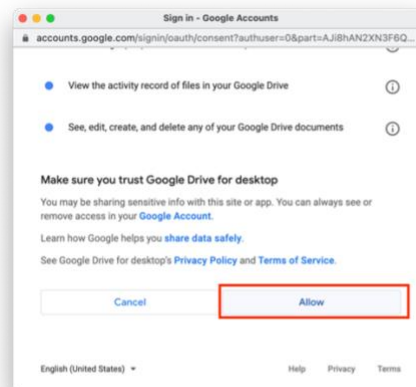 Sign in - Google Accounts
accounts.google.com/signin/oauth/consent?authuser=0&part=AJi8hAN2XN3F6Q...
View the activity record of files in your Google Drive
See, edit, create, and delete any of your Google Drive documents
Make sure you trust Google Drive for desktop
You may be sharing sensitive info with this site or app. You can always see or
remove access in your Google Account.
Learn how Google helps you share data safely.
See Google Drive for desktop's Privacy Policy and Terms of Service.
Cancel Allow
English (United States) Help Privacy Terms